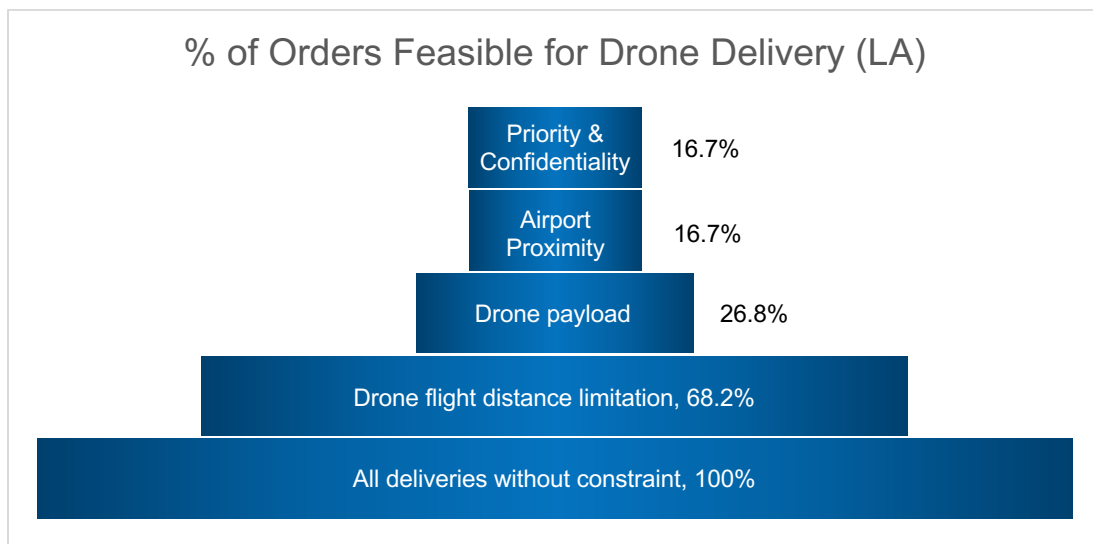 % of Orders Feasible for Drone Delivery (LA)
Priority &
Confidentiality
16.7%
Airport
Proximity
16.7%
Drone payload
26.8%
Drone flight distance limitation, 68.2%
All deliveries without constraint, 100%